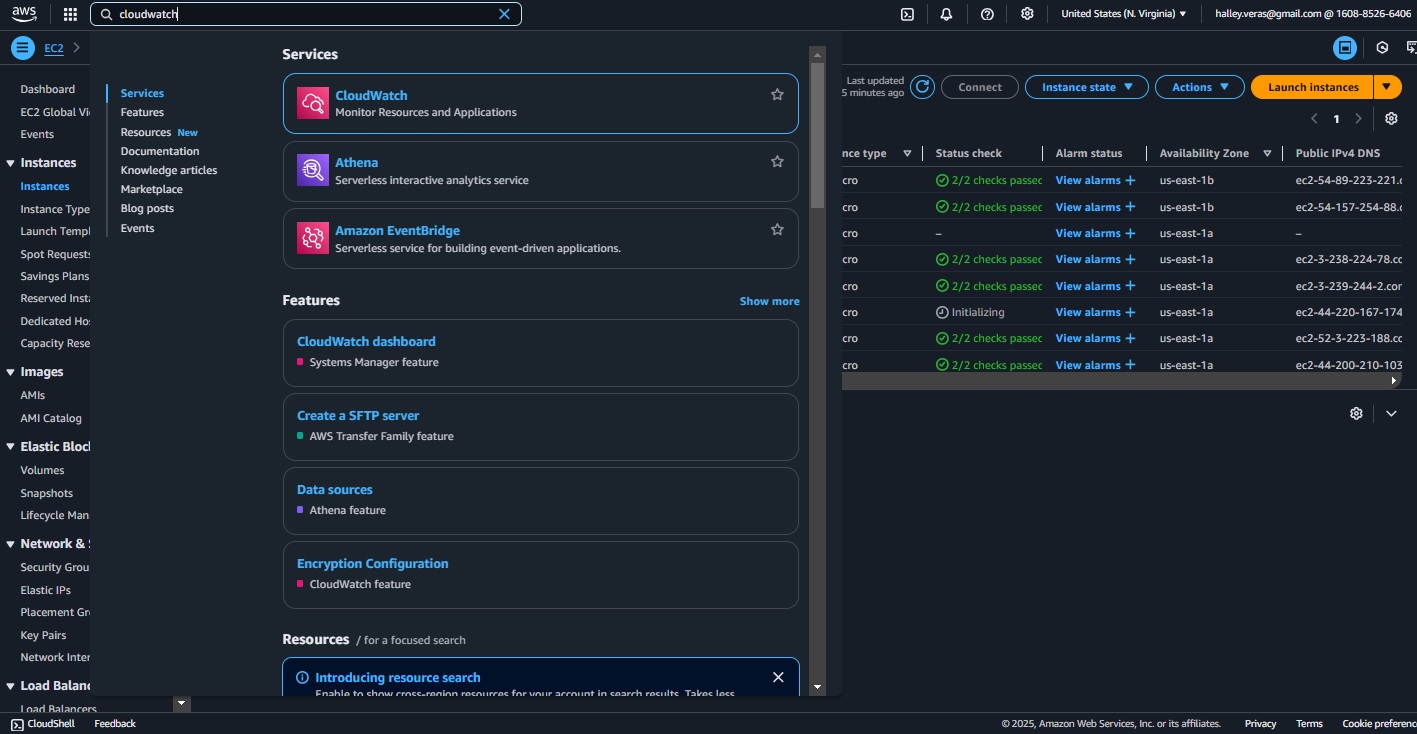 aws
cloudwatch
United States (N. Virginia)
halley.veras@gmail.com @ 1608-8526-6406
EC2
Dashboard
EC2 Global Vi
Events
Instances
Instances
Instance Type
Launch Templ
Spot Requests
Savings Plans
Reserved Insta
Dedicated Hos
Capacity Rese
Images
AMIs
AMI Catalog
Elastic Block
Volumes
Snapshots
Lifecycle Man
Network & S
Security Grou
Elastic IPs
Placement Gr
Key Pairs
Network Inter
Load Balanc
Load Balancers
Services
Features
Resources New
Documentation
Knowledge articles
Marketplace
Blog posts
Events
Services
CloudWatch
Monitor Resources and Applications
Athena
Serverless interactive analytics service
Amazon EventBridge
Serverless service for building event-driven applications.
Features
Show more
CloudWatch dashboard
Systems Manager feature
Create a SFTP server
AWS Transfer Family feature
Data sources
Athena feature
Encryption Configuration
CloudWatch feature
Resources / for a focused search
Introducing resource search
Enable to show cross-region resources for your account in search results. Takes less
Last updated
5 minutes ago
Connect
Instance state
Actions
Launch instances
1
nce type Status check Alarm status Availability Zone Public IPv4 DNS
cro 2/2 checks passec View alarms + us-east-1b ec2-54-89-223-221.c
cro 2/2 checks passec View alarms + us-east-1b ec2-54-157-254-88.c
cro – View alarms + us-east-1a –
cro 2/2 checks passec View alarms + us-east-1a ec2-3-238-224-78.cc
cro 2/2 checks passec View alarms + us-east-1a ec2-3-239-244-2.cor
cro Initializing View alarms + us-east-1a ec2-44-220-167-174
cro 2/2 checks passec View alarms + us-east-1a ec2-52-3-223-188.cc
cro 2/2 checks passec View alarms + us-east-1a ec2-44-200-210-103
CloudShell
Feedback
© 2025, Amazon Web Services, Inc. or its affiliates.
Privacy
Terms
Cookie preferenc